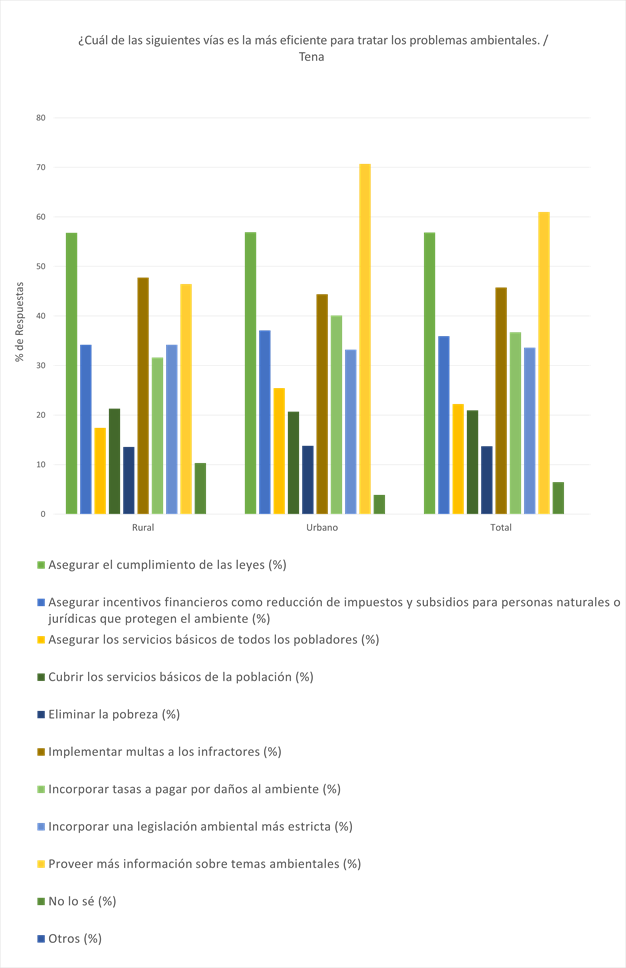 ¿Cuál de las siguientes vías es la más eficiente para tratar los problemas ambientales. /
Tena
80
70
60
50
40
30
20
10
0
% de Respuestas
Rural
Urbano
Total
Asegurar el cumplimiento de las leyes (%)
Asegurar incentivos financieros como reducción de impuestos y subsidios para personas naturales o
jurídicas que protegen el ambiente (%)
Asegurar los servicios básicos de todos los pobladores (%)
Cubrir los servicios básicos de la población (%)
Eliminar la pobreza (%)
Implementar multas a los infractores (%)
Incorporar tasas a pagar por daños al ambiente (%)
Incorporar una legislación ambiental más estricta (%)
Proveer más información sobre temas ambientales (%)
No lo sé (%)
Otros (%)